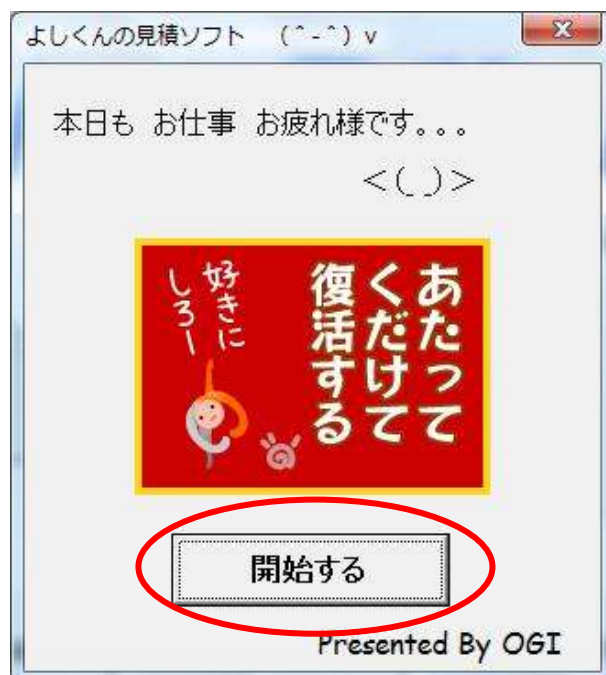 よしくんの見積ソフト (^-^) v
本日も お仕事 お疲れ様です。。。
<(_ _)>
あたって
くだけて
復活する
好きに
しろー
開始する
Presented By OGI